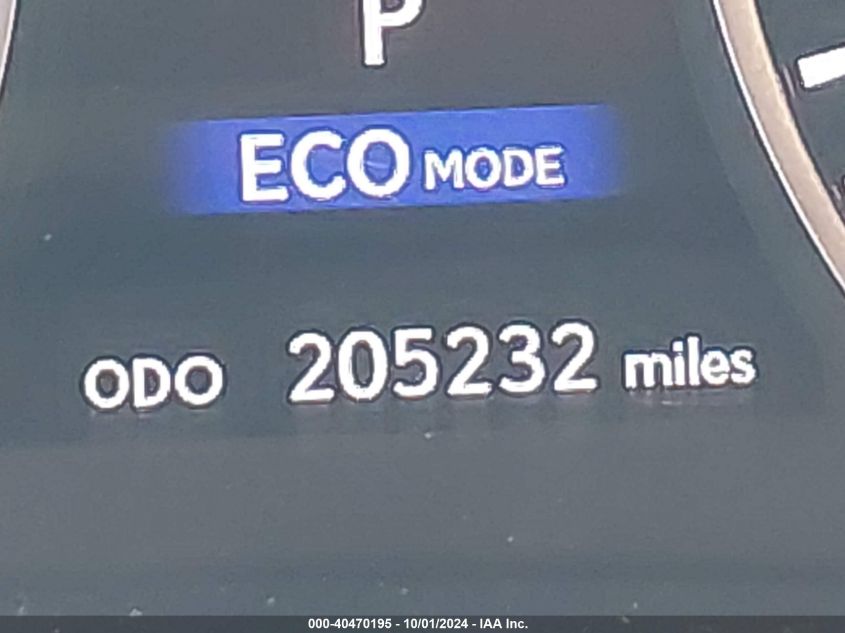 P
ECO MODE
ODO 205232 miles
000-40470195 - 10/01/2024 - IAA Inc.